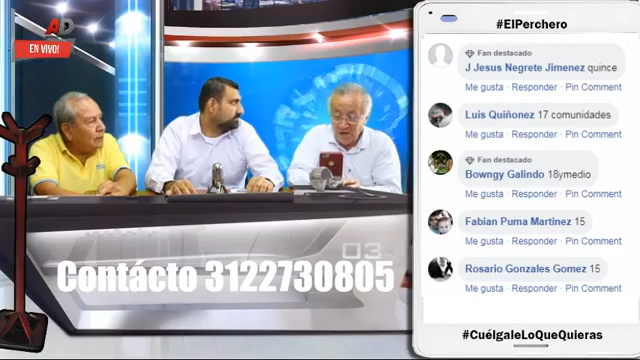 AD
EN VIVO!
#ElPerchero
Fan destacado
J Jesus Negrete Jimenez quince
Me gusta · Responder · Pin Comment
Luis Quiñonez 17 comunidades
Me gusta · Responder · Pin Comment
Fan destacado
Bowngy Galindo 18ymedio
Me gusta · Responder · Pin Comment
Fabian Puma Martinez 15
Me gusta · Responder · Pin Comment
Rosario Gonzales Gomez 15
Me gusta · Responder · Pin Comment
03
Contácto 3122730805
#CuélgaleLoQueQuieras